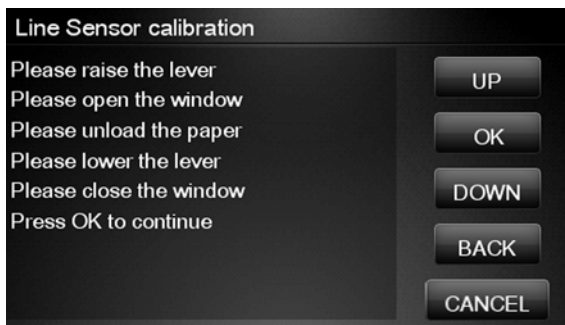 Line Sensor calibration
Please raise the lever
Please open the window
Please unload the paper
Please lower the lever
Please close the window
Press OK to continue
UP
OK
DOWN
BACK
CANCEL